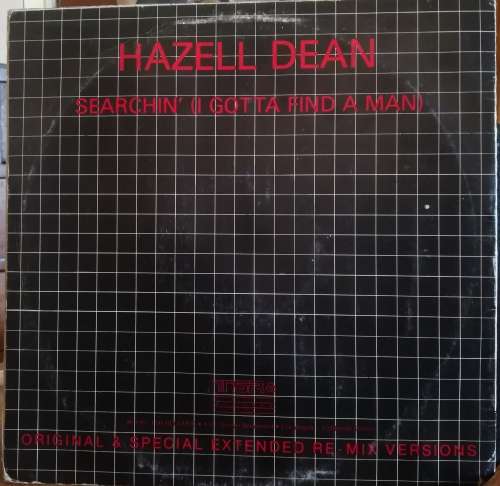 HAZELL DEAN
SEARCHIN' (I GOTTA FIND A MAN)
ORIGINAL & SPECIAL EXTENDED RE-MIX VERSIONS